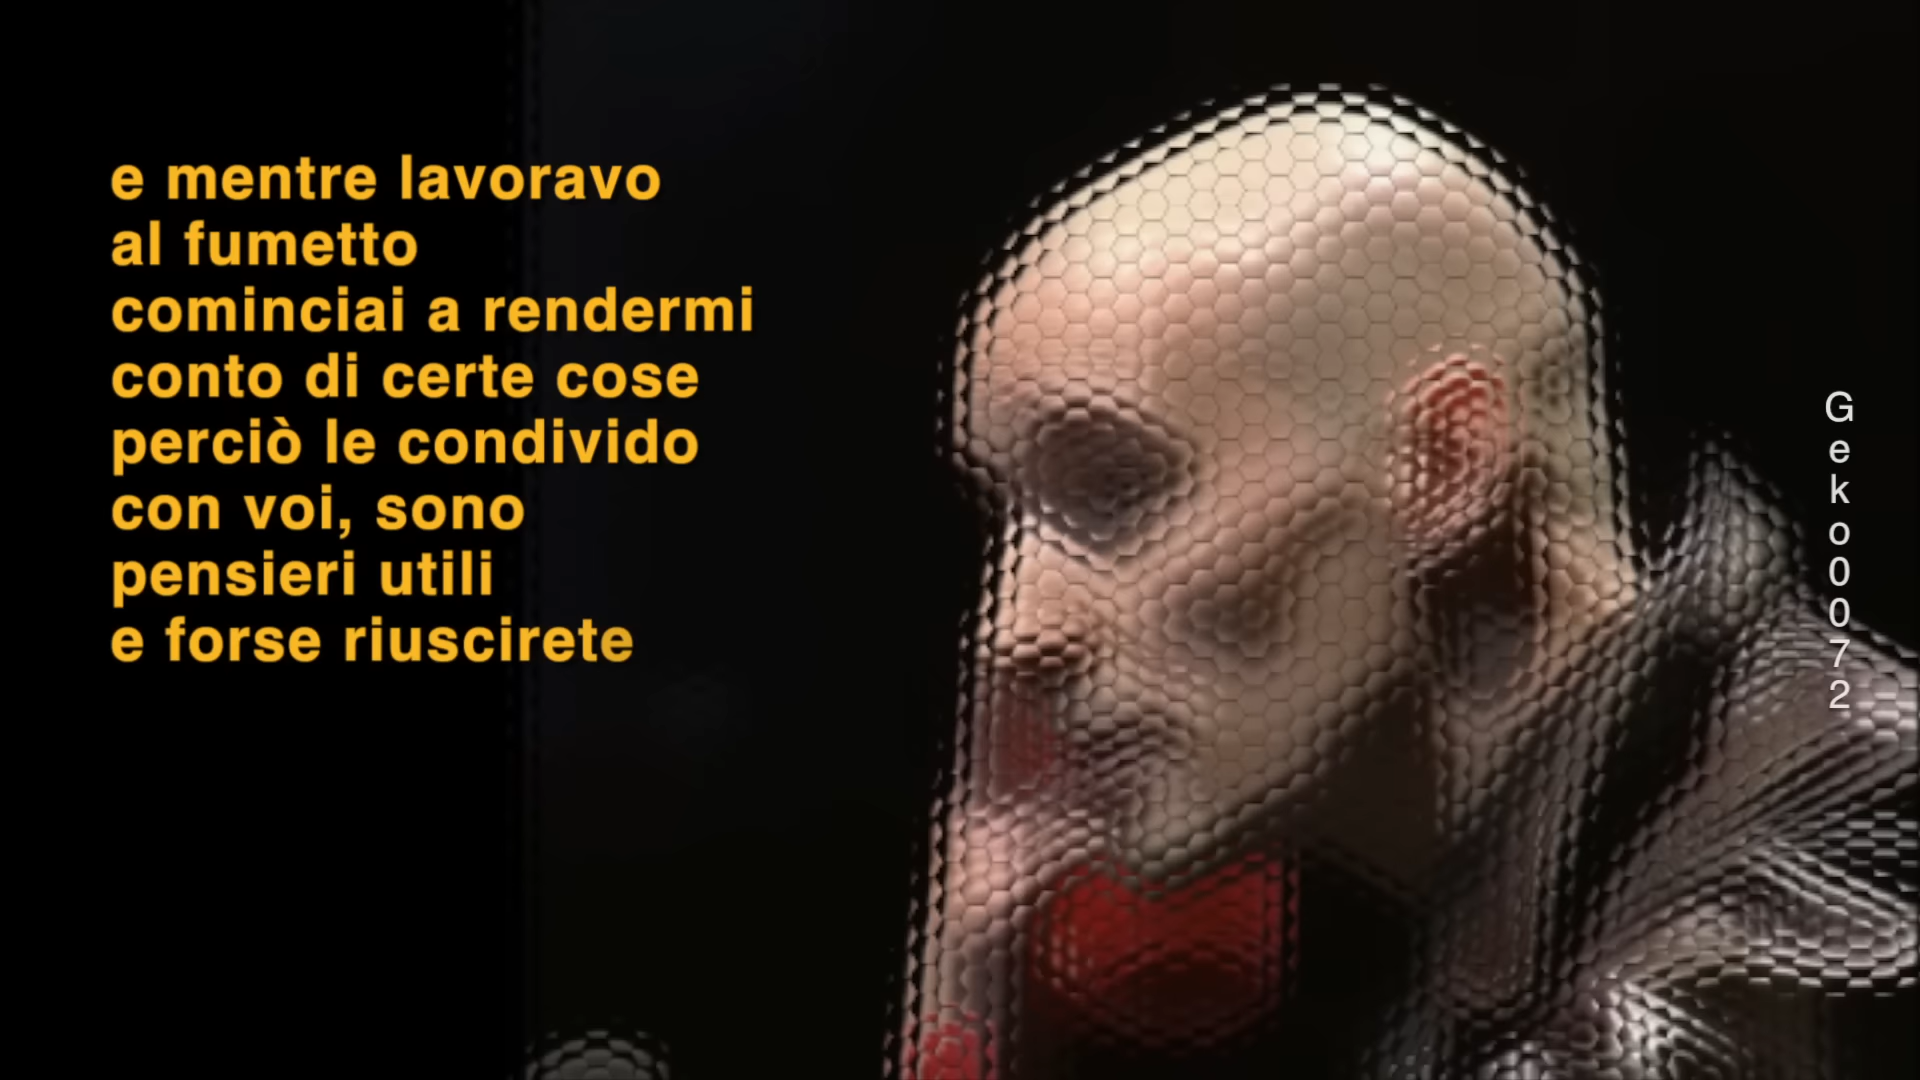 e mentre lavoravo
al fumetto
cominciai a rendermi
conto di certe cose
perciò le condivido
con voi, sono
pensieri utili
e forse riuscirete
Geko0072